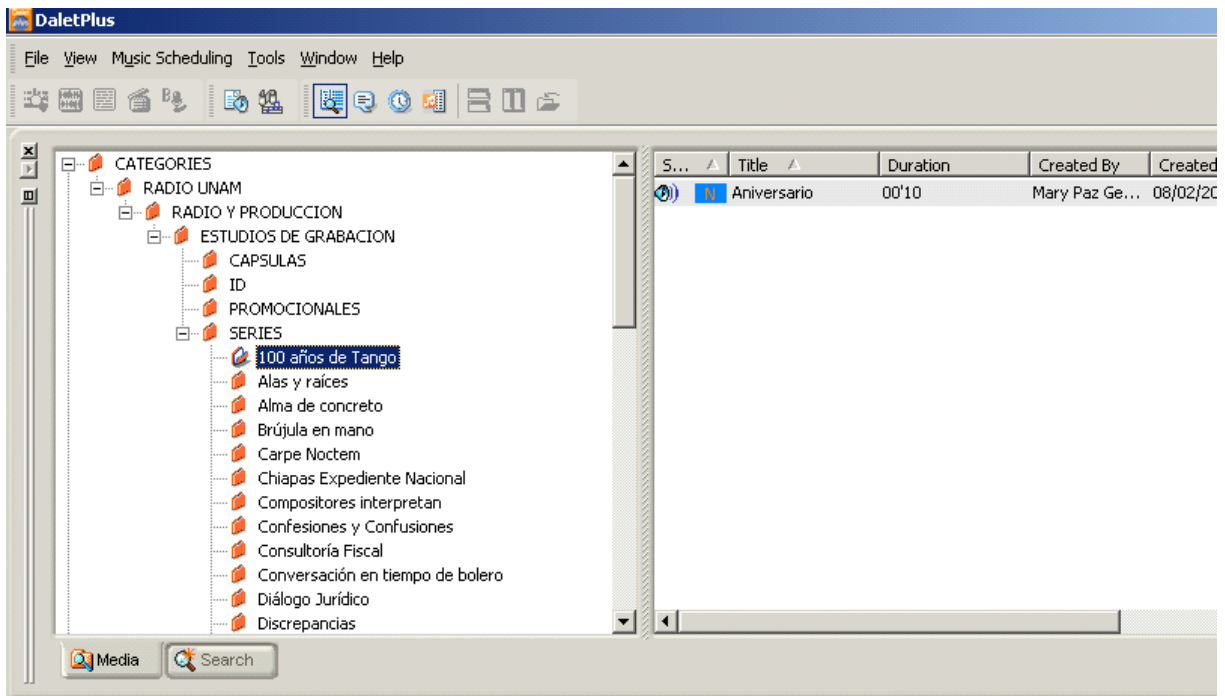 DaletPlus
File View Music Scheduling Tools Window Help
CATEGORIES
RADIO UNAM
RADIO Y PRODUCCION
ESTUDIOS DE GRABACION
CAPSULAS
ID
PROMOCIONALES
SERIES
100 años de Tango
Alas y raíces
Alma de concreto
Brújula en mano
Carpe Noctem
Chiapas Expediente Nacional
Compositores interpretan
Confesiones y Confusiones
Consultoría Fiscal
Conversación en tiempo de bolero
Diálogo Jurídico
Discrepancias
S... Title Duration Created By Created
N Aniversario 00'10 Mary Paz Ge... 08/02/20
Media Search